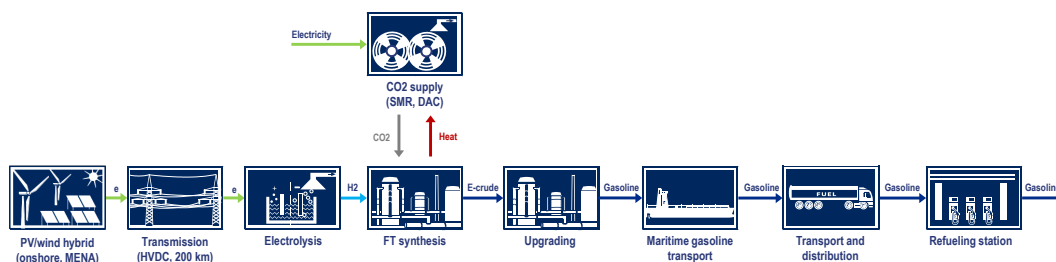 Electricity
CO2 supply
(SMR, DAC)
CO2
Heat
e
e
H2
E-crude
Gasoline
Gasoline
Gasoline
Gasolin
FUEL
PV/wind hybrid
(onshore, MENA)
Transmission
(HVDC, 200 km)
Electrolysis
FT synthesis
Upgrading
Maritime gasoline
transport
Transport and
distribution
Refueling station